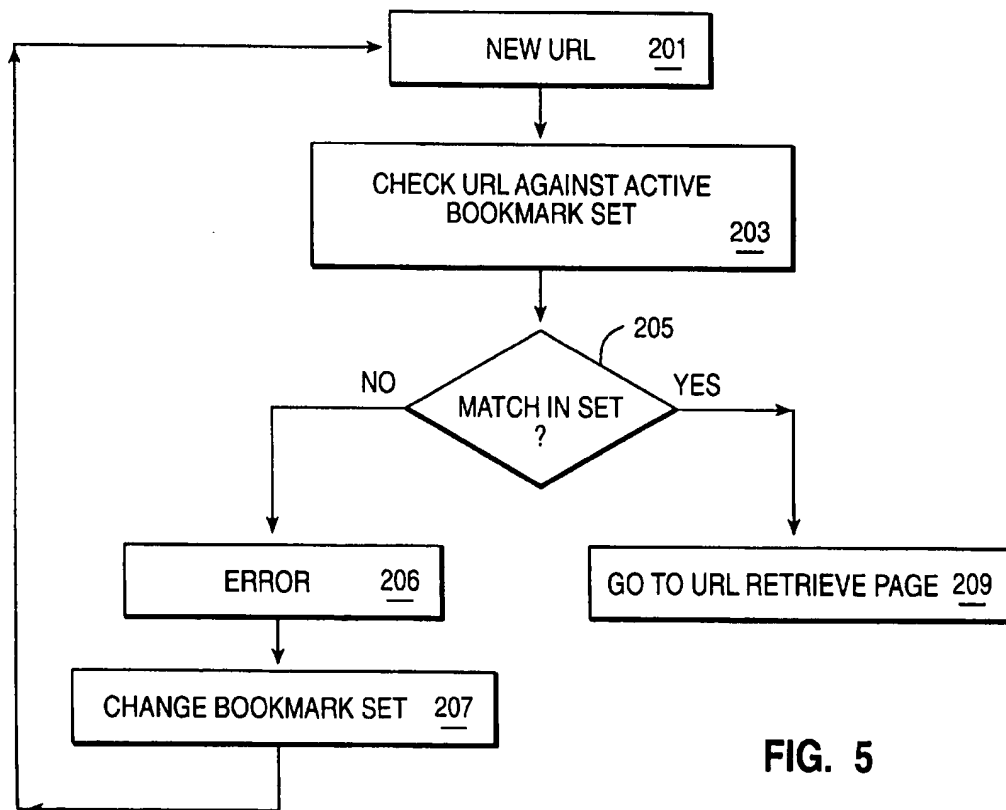 NEW URL 201
CHECK URL AGAINST ACTIVE
BOOKMARK SET
203
205
NO
YES
MATCH IN SET
?
ERROR 206
GO TO URL RETRIEVE PAGE 209
CHANGE BOOKMARK SET 207
FIG. 5